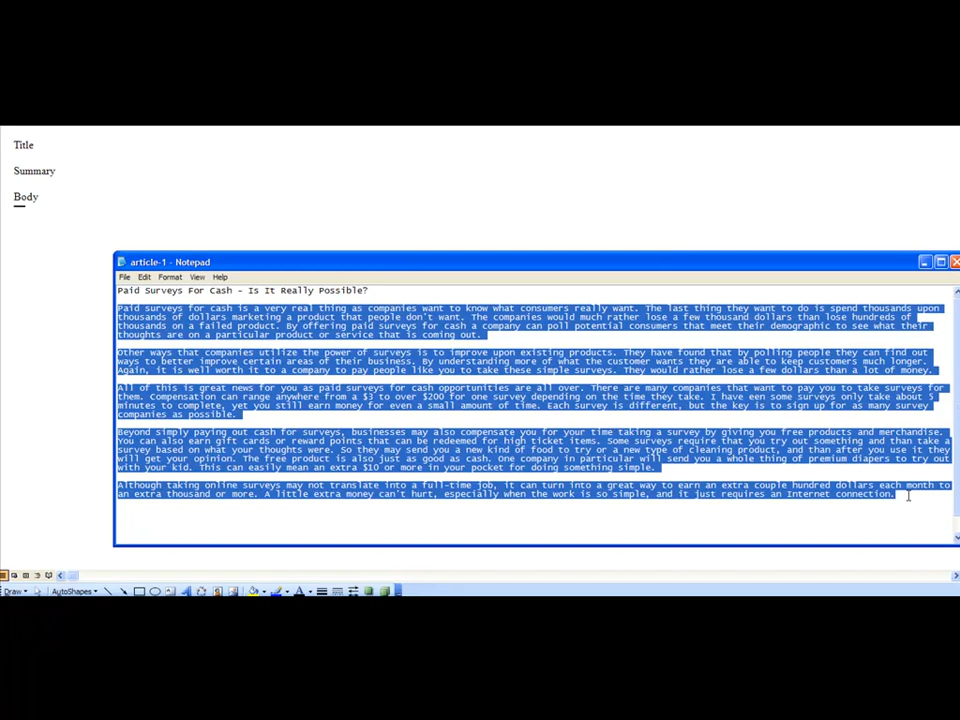 Title
Summary
Body
article-1 - Notepad
File Edit Format View Help
Paid Surveys For Cash - Is It Really Possible?
Paid surveys for cash is a very real thing as companies want to know what consumers really want. The last thing they want to do is spend thousands upon
thousands of dollars marketing a product that people don't want. The companies would much rather lose a few thousand dollars than lose hundreds of
thousands on a failed product. By offering paid surveys for cash a company can poll potential consumers that meet their demographic to see what their
thoughts are on a particular product or service that is coming out.
Other ways that companies utilize the power of surveys is to improve upon existing products. They have found that by polling people they can find out
ways to better improve certain areas of their business. By understanding more of what the customer wants they are able to keep customers much longer.
Again, it is well worth it to a company to pay people like you to take these simple surveys. They would rather lose a few dollars than a lot of money.
All of this is great news for you as paid surveys for cash opportunities are all over. There are many companies that want to pay you to take surveys for
them. Compensation can range anywhere from a $3 to over $200 for one survey depending on the time they take. I have een some surveys only take about 5
minutes to complete, yet you still earn money for even a small amount of time. Each survey is different, but the key is to sign up for as many survey
companies as possible.
Beyond simply paying out cash for surveys, businesses may also compensate you for your time taking a survey by giving you free products and merchandise.
You can also earn gift cards or reward points that can be redeemed for high ticket items. Some surveys require that you try out something and than take a
survey based on what your thoughts were. So they may send you a new kind of food to try or a new type of cleaning product, and than after you use it they
will get your opinion. The free product is also just as good as cash. One company in particular will send you a whole thing of premium diapers to try out
with your kid. This can easily mean an extra $10 or more in your pocket for doing something simple.
Although taking online surveys may not translate into a full-time job, it can turn into a great way to earn an extra couple hundred dollars each month to
an extra thousand or more. A little extra money can't hurt, especially when the work is so simple, and it just requires an Internet connection.
Draw AutoShapes